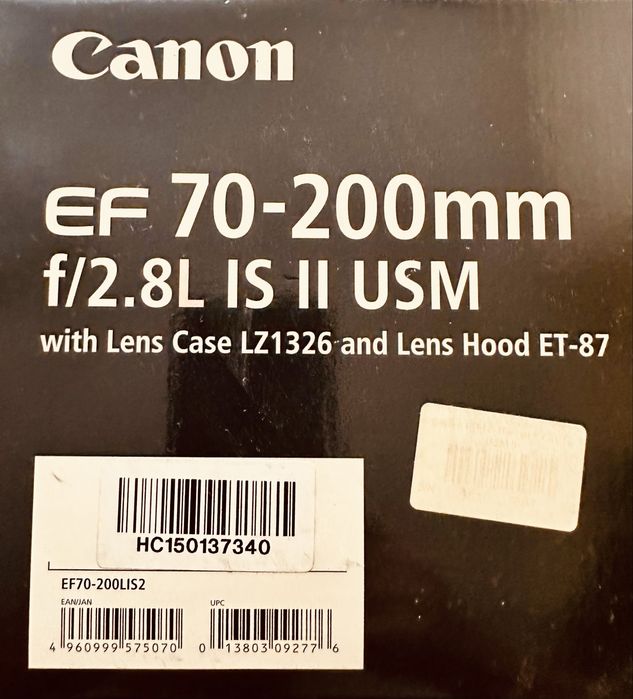 Canon
EF 70-200mm
f/2.8L IS II USM
with Lens Case LZ1326 and Lens Hood ET-87
HC150137340
EF70-200LIS2
EAN/JAN
UPC
4 960999 575070
0 13803 09277 6